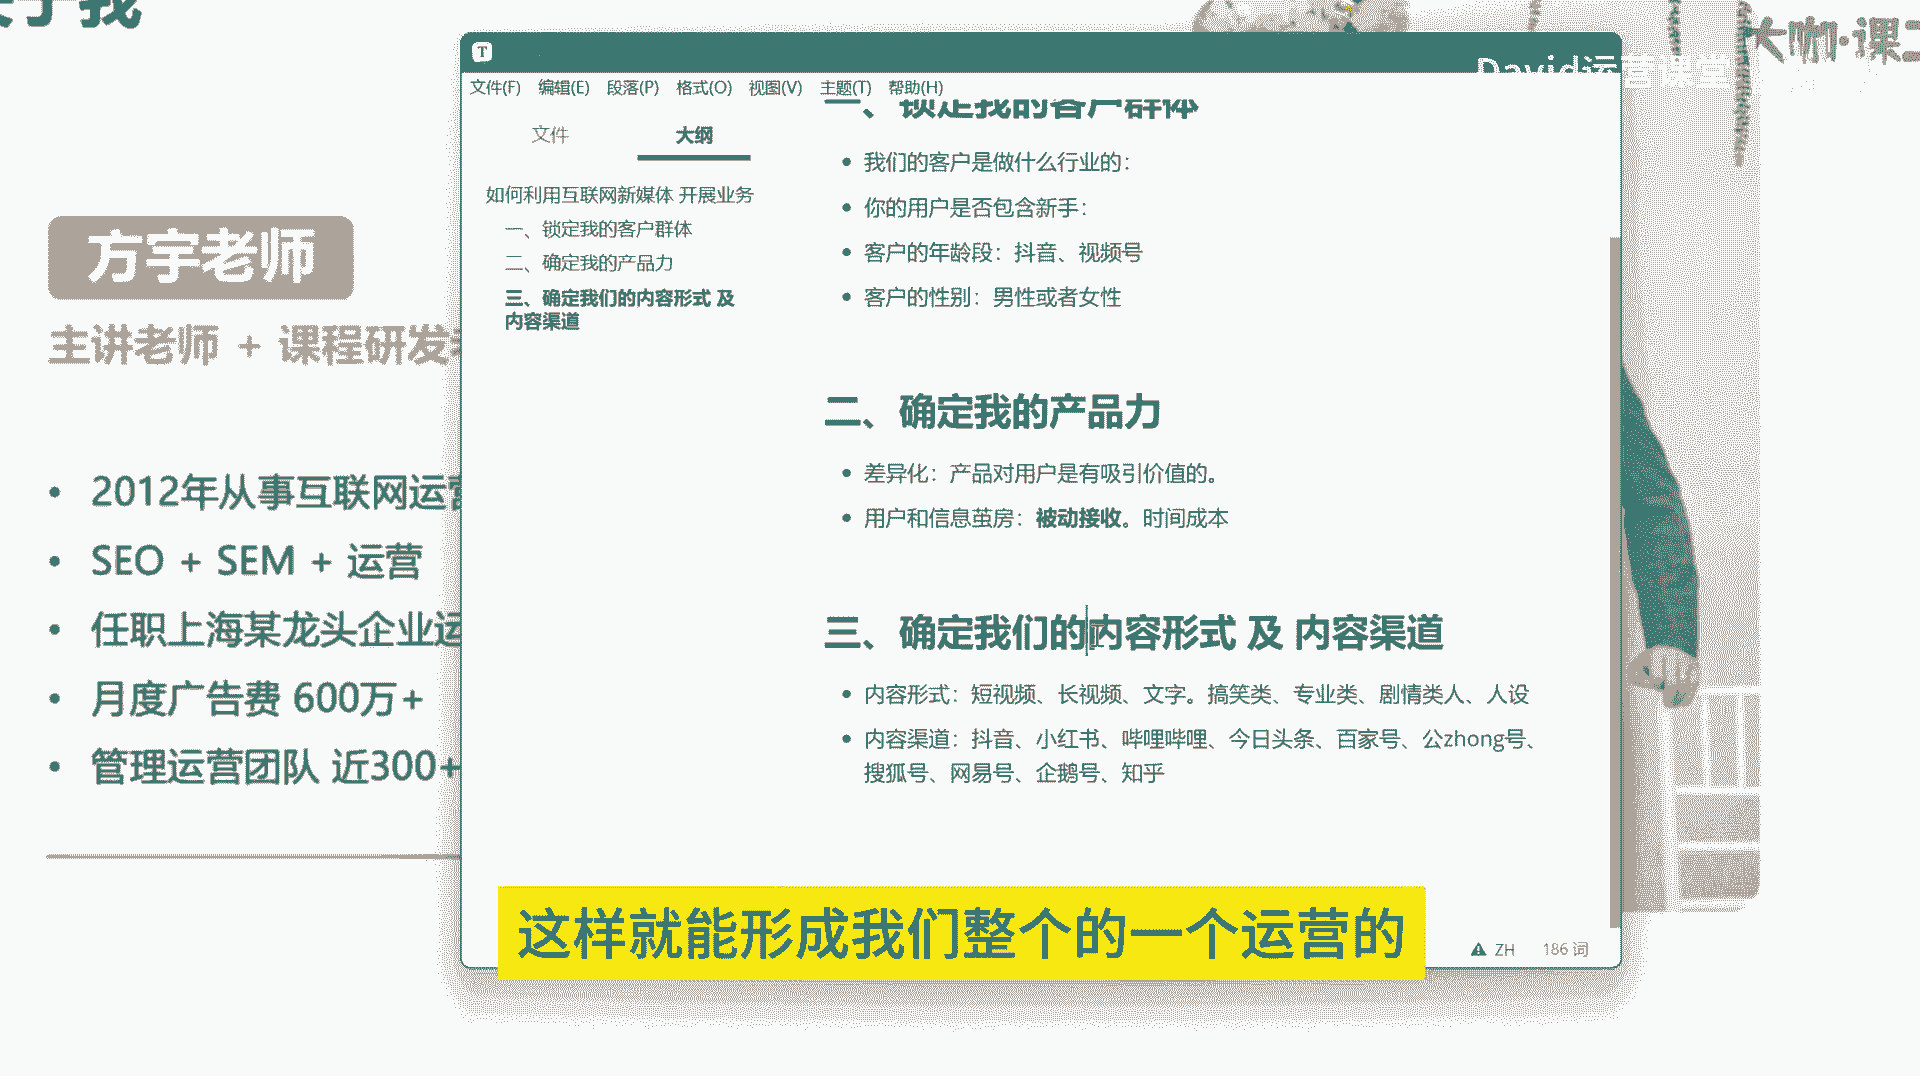 大咖·课
David运营课堂
方宇老师
主讲老师 + 课程研发
2012年从事互联网运营
SEO + SEM + 运营
任职上海某龙头企业运
月度广告费 600万+
管理运营团队 近300+
T
文件(F) 编辑(E) 段落(P) 格式(O) 视图(V) 主题(T) 帮助(H)
文件 大纲
如何利用互联网新媒体 开展业务
一、锁定我的客户群体
二、确定我的产品力
三、确定我们的内容形式 及
内容渠道
一、锁定我的客户群体
我们的客户是做什么行业的：
你的用户是否包含新手：
客户的年龄段：抖音、视频号
客户的性别：男性或者女性
二、确定我的产品力
差异化：产品对用户是有吸引价值的。
用户和信息茧房：被动接收。时间成本
三、确定我们的内容形式 及 内容渠道
内容形式：短视频、长视频、文字。搞笑类、专业类、剧情类人、人设
内容渠道：抖音、小红书、哔哩哔哩、今日头条、百家号、公zhong号、
搜狐号、网易号、企鹅号、知乎
这样就能形成我们整个的一个运营的
ZH 186 词